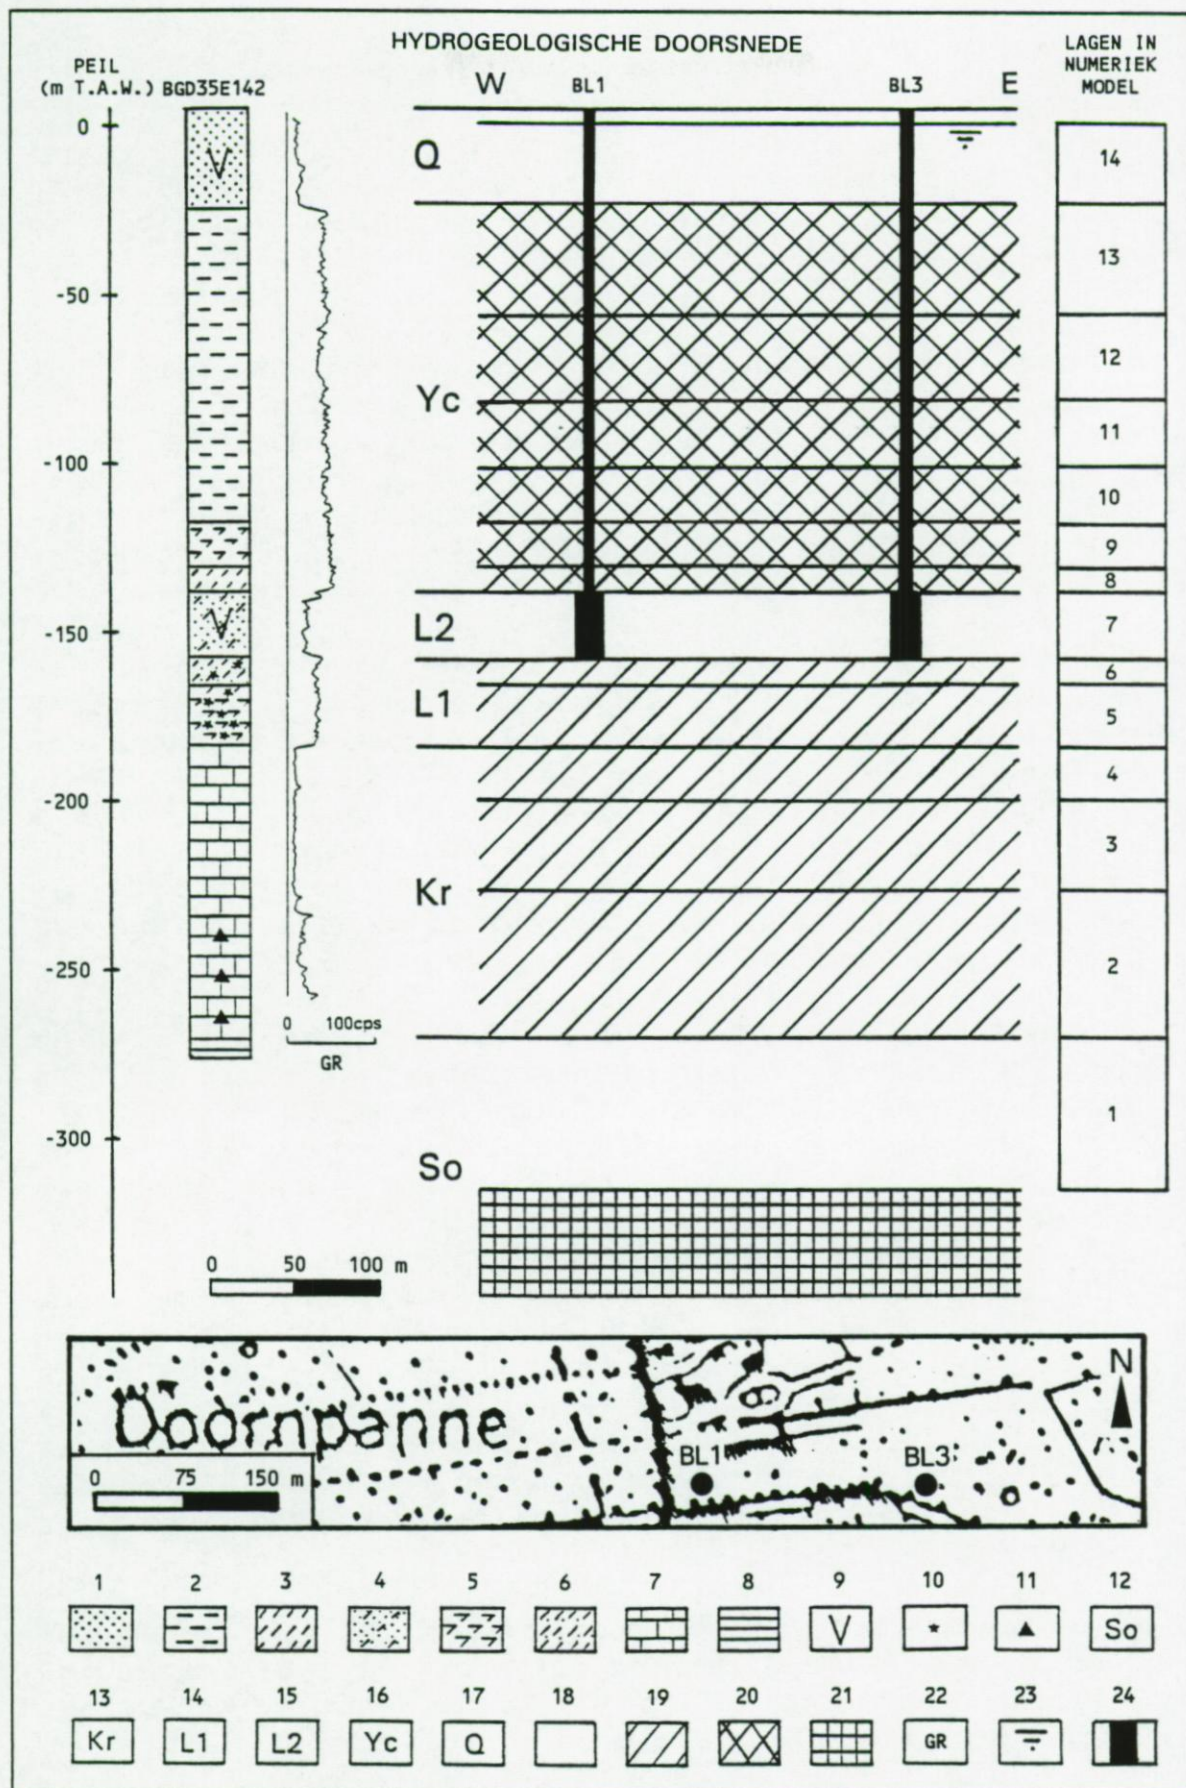 HYDROGEOLOGISCHE DOORSNEDE
LAGEN IN
NUMERIEK
MODEL
PEIL
(m T.A.W.) BGD35E142
W BL1 BL3 E
0
-50
-100
-150
-200
-250
-300
V
V
0 100cps
GR
Q
Yc
L2
L1
Kr
So
14
13
12
11
10
9
8
7
6
5
4
3
2
1
0 50 100 m
Doornpanne
N
BL1 BL3
0 75 150 m
1 2 3 4 5 6 7 8 9 10 11 12
V So
13 14 15 16 17 18 19 20 21 22 23 24
Kr L1 L2 Yc Q GR